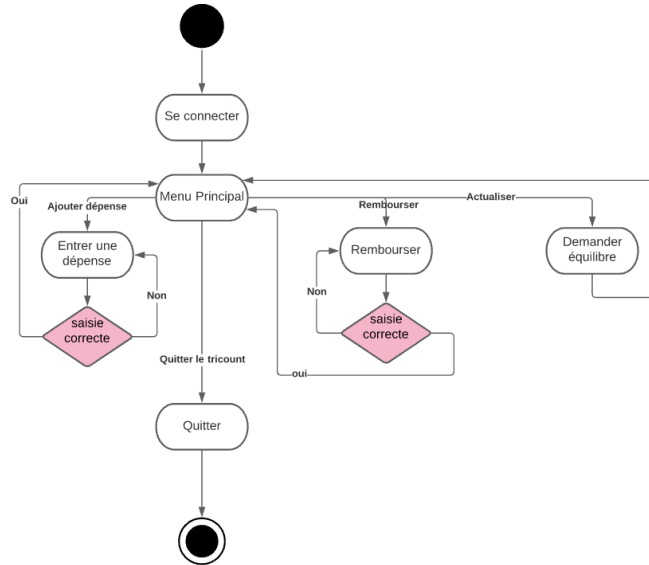 Se connecter
Menu Principal
Oui
Ajouter dépense
Rembourser
Actualiser
Entrer une
dépense
Rembourser
Demander
équilibre
Non
Non
saisie
correcte
saisie
correcte
Quitter le tricount
oui
Quitter